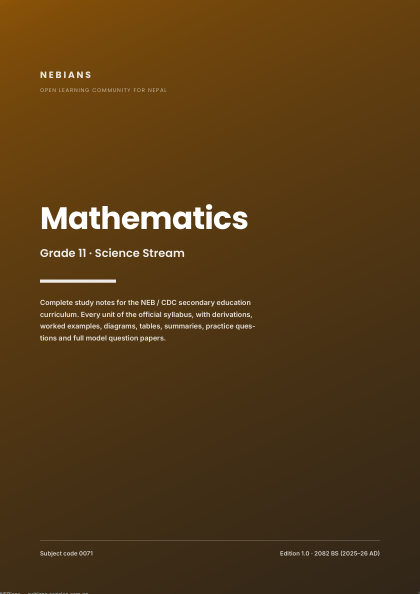 NEBIANS
OPEN LEARNING COMMUNITY FOR NEPAL
Mathematics
Grade 11 · Science Stream
Complete study notes for the NEB / CDC secondary education
curriculum. Every unit of the official syllabus, with derivations,
worked examples, diagrams, tables, summaries, practice ques-
tions and full model question papers.
Subject code 0071
Edition 1.0 · 2082 BS (2025–26 AD)